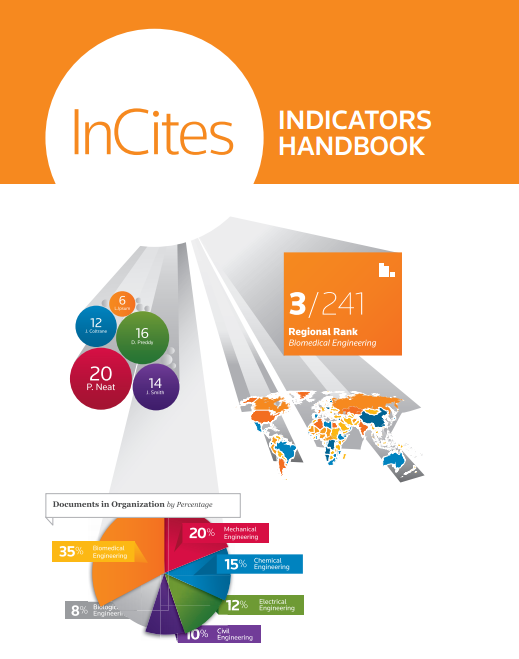 InCites
INDICATORS
HANDBOOK
6
12
J. Coltrane
16
D. Preddy
20
P. Neat
14
J. Smith
3/241
Regional Rank
Biomedical Engineering
Documents in Organization by Percentage
20% Mechanical
Engineering
35% Biomedical
Engineering
15% Chemical
Engineering
12% Electrical
Engineering
8%
10% Civil
Engineering